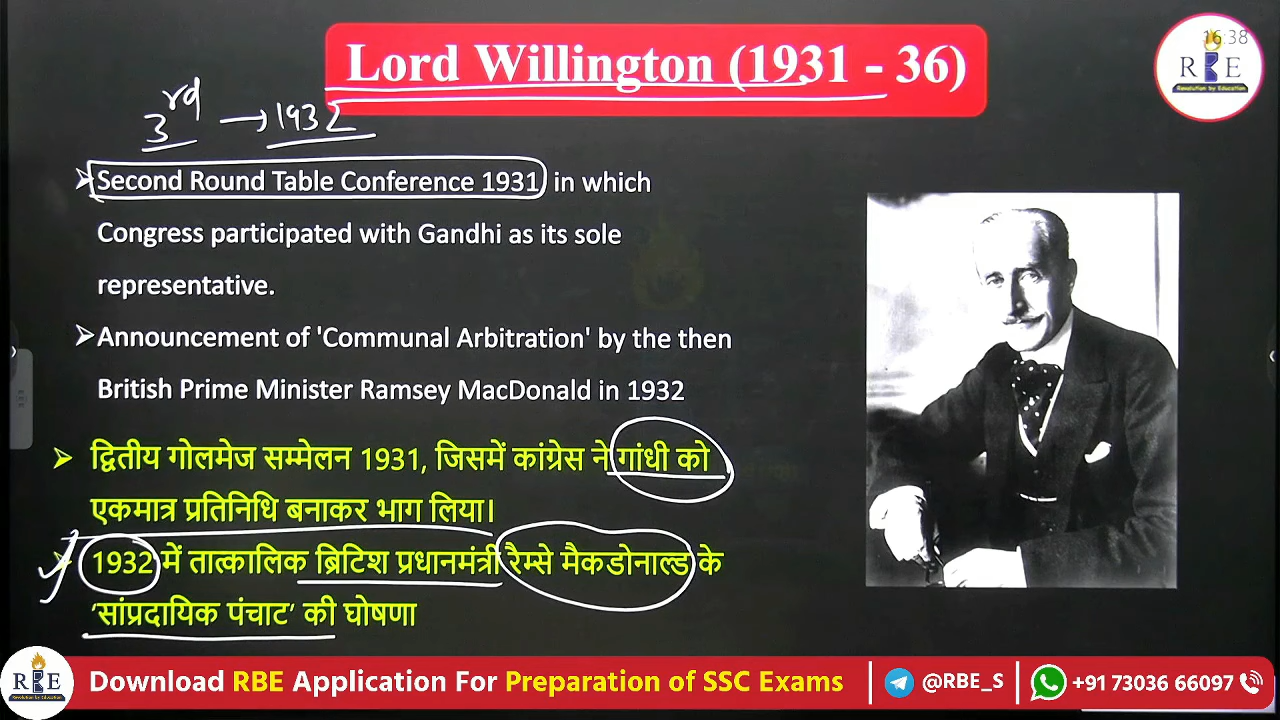 Lord Willington (1931 - 36)
16:38
R E
Revolution by Education
3rd → 1932
➤ Second Round Table Conference 1931 in which
Congress participated with Gandhi as its sole
representative.
➤ Announcement of 'Communal Arbitration' by the then
British Prime Minister Ramsey MacDonald in 1932
➤ द्वितीय गोलमेज सम्मेलन 1931, जिसमें कांग्रेस ने गांधी को
एकमात्र प्रतिनिधि बनाकर भाग लिया।
➤ 1932 में तात्कालिक ब्रिटिश प्रधानमंत्री रैम्से मैकडोनाल्ड के
‘सांप्रदायिक पंचाट’ की घोषणा
R E
Revolution by Education
Download RBE Application For Preparation of SSC Exams
@RBE_S
+91 73036 66097